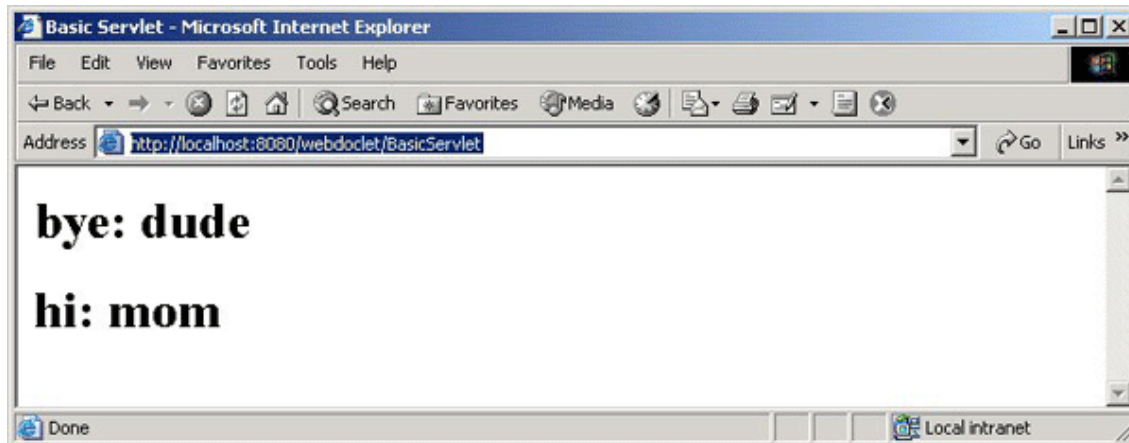 Basic Servlet - Microsoft Internet Explorer
File Edit View Favorites Tools Help
Back Search Favorites Media
Address http://localhost:8080/webdoclet/BasicServlet Go Links »
bye: dude
hi: mom
Done Local intranet